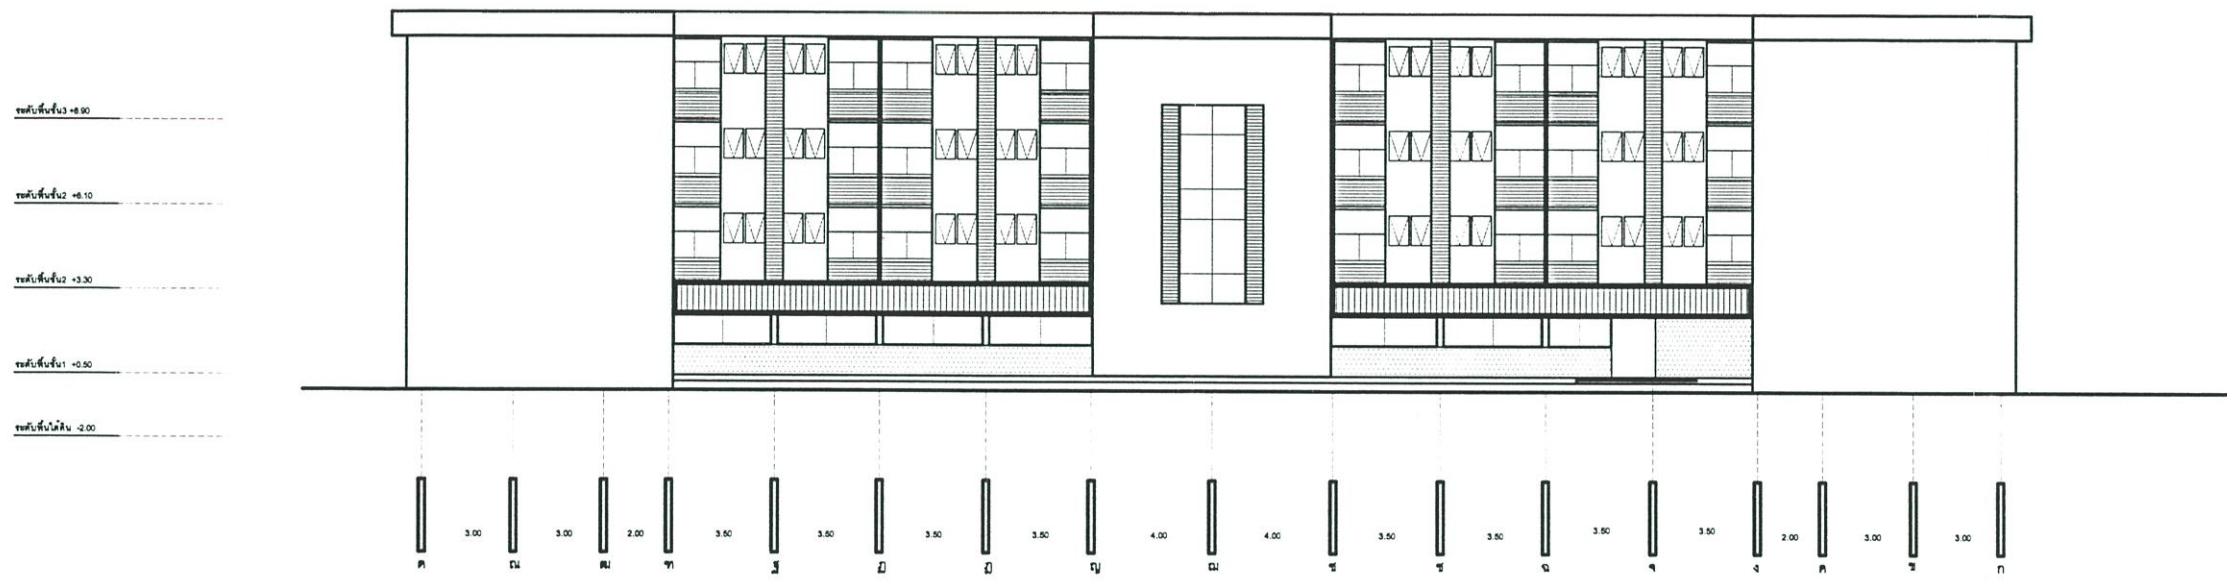 ระดับพื้นชั้น3 +8.90
ระดับพื้นชั้น2 +6.10
ระดับพื้นชั้น2 +3.30
ระดับพื้นชั้น1 +0.50
ระดับพื้นใต้ดิน -2.00
3.00 3.00 2.00 3.50 3.50 3.50 3.50 4.00 4.00 3.50 3.50 3.50 3.50 2.00 3.00 3.00